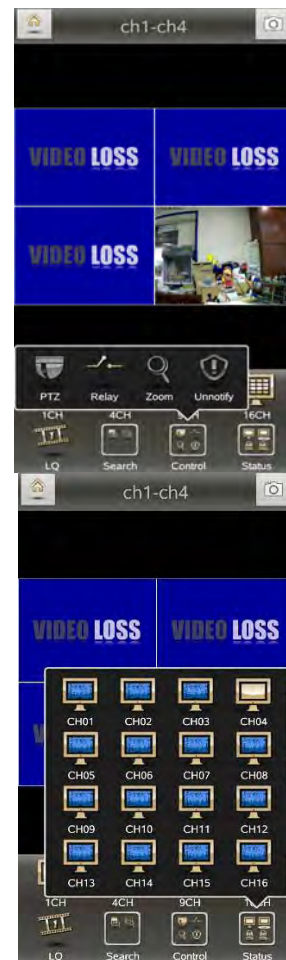 ch1-ch4
VIDEO LOSS VIDEO LOSS
VIDEO LOSS
PTZ Relay Zoom Unnotify
1CH 4CH 9CH 16CH
LQ Search Control Status
ch1-ch4
VIDEO LOSS VIDEO LOSS
CH01 CH02 CH03 CH04
CH05 CH06 CH07 CH08
CH09 CH10 CH11 CH12
CH13 CH14 CH15 CH16
1CH 4CH 9CH
LQ Search Control Status